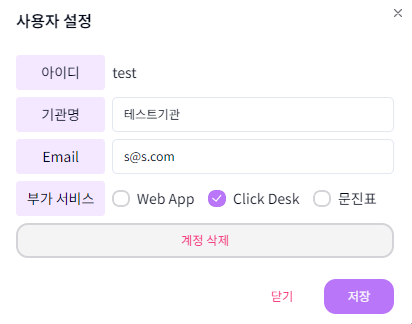 사용자 설정
아이디 test
기관명 테스트기관
Email s@s.com
부가 서비스 Web App Click Desk 문진표
계정 삭제
닫기 저장